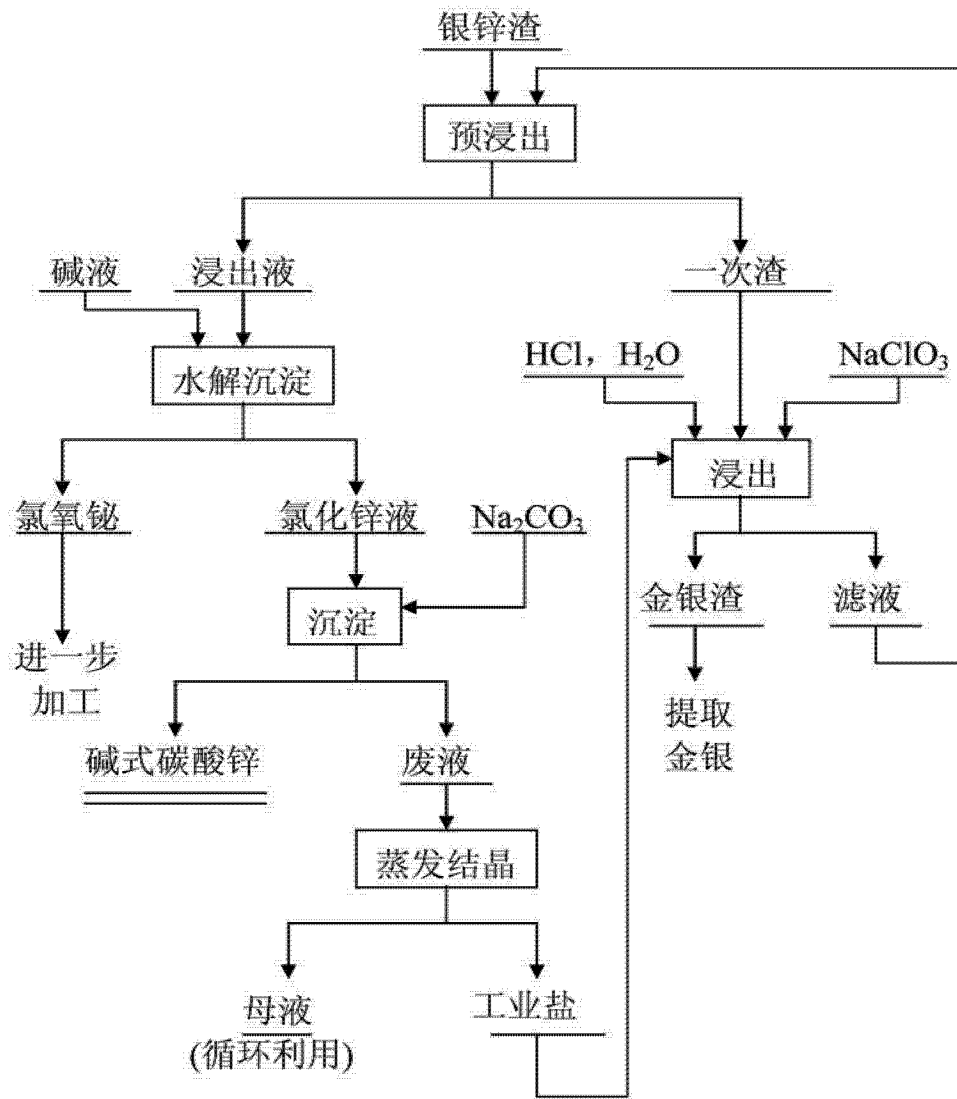 银锌渣
预浸出
碱液
浸出液
一次渣
水解沉淀
HCl，H₂O
NaClO₃
浸出
氯氧铋
氯化锌液
Na₂CO₃
金银渣
滤液
沉淀
进一步
加工
提取
金银
碱式碳酸锌
废液
蒸发结晶
母液
(循环利用)
工业盐